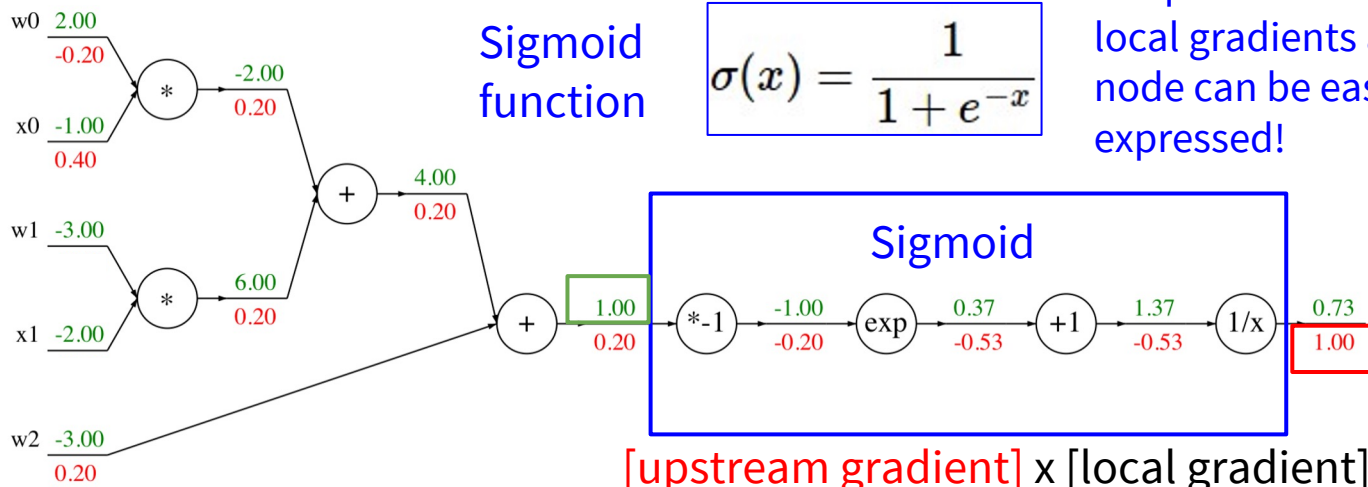 w0 2.00
-0.20
*
-2.00
0.20
x0 -1.00
0.40
Sigmoid
function
σ(x) = 1 / (1 + e^{-x})
local gradients
node can be
expressed!
+
4.00
0.20
w1 -3.00
*
6.00
0.20
x1 -2.00
Sigmoid
+
1.00
0.20
*-1
-1.00
-0.20
exp
0.37
-0.53
+1
1.37
-0.53
1/x
0.73
1.00
w2 -3.00
0.20
[upstream gradient] x [local gradient]